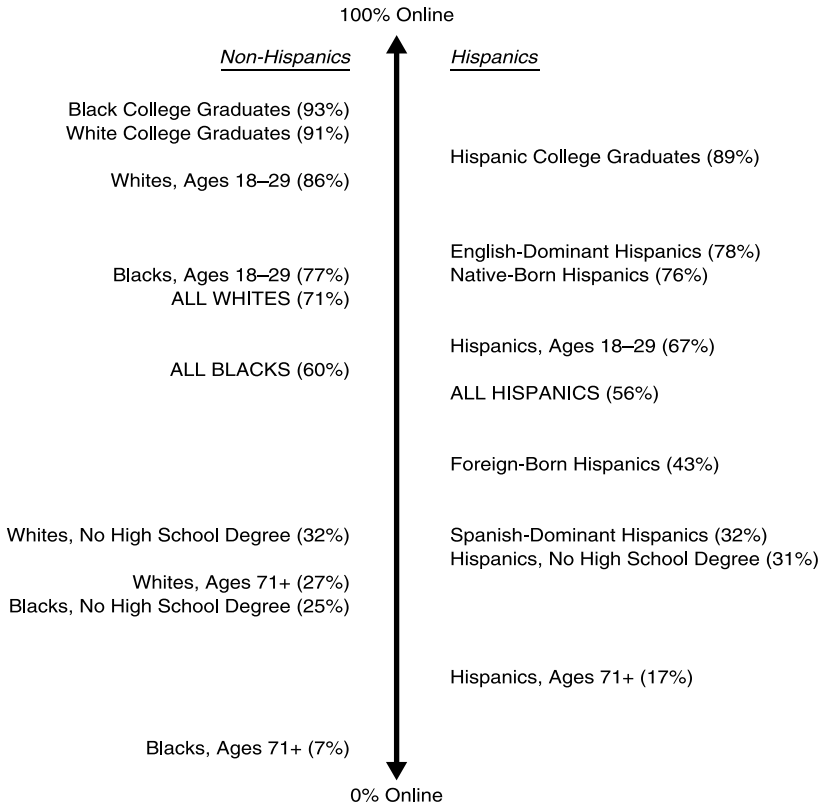 100% Online
Non-Hispanics
Hispanics
Black College Graduates (93%)
White College Graduates (91%)
Hispanic College Graduates (89%)
Whites, Ages 18–29 (86%)
English-Dominant Hispanics (78%)
Blacks, Ages 18–29 (77%)
Native-Born Hispanics (76%)
ALL WHITES (71%)
Hispanics, Ages 18–29 (67%)
ALL BLACKS (60%)
ALL HISPANICS (56%)
Foreign-Born Hispanics (43%)
Whites, No High School Degree (32%)
Spanish-Dominant Hispanics (32%)
Hispanics, No High School Degree (31%)
Whites, Ages 71+ (27%)
Blacks, No High School Degree (25%)
Hispanics, Ages 71+ (17%)
Blacks, Ages 71+ (7%)
0% Online